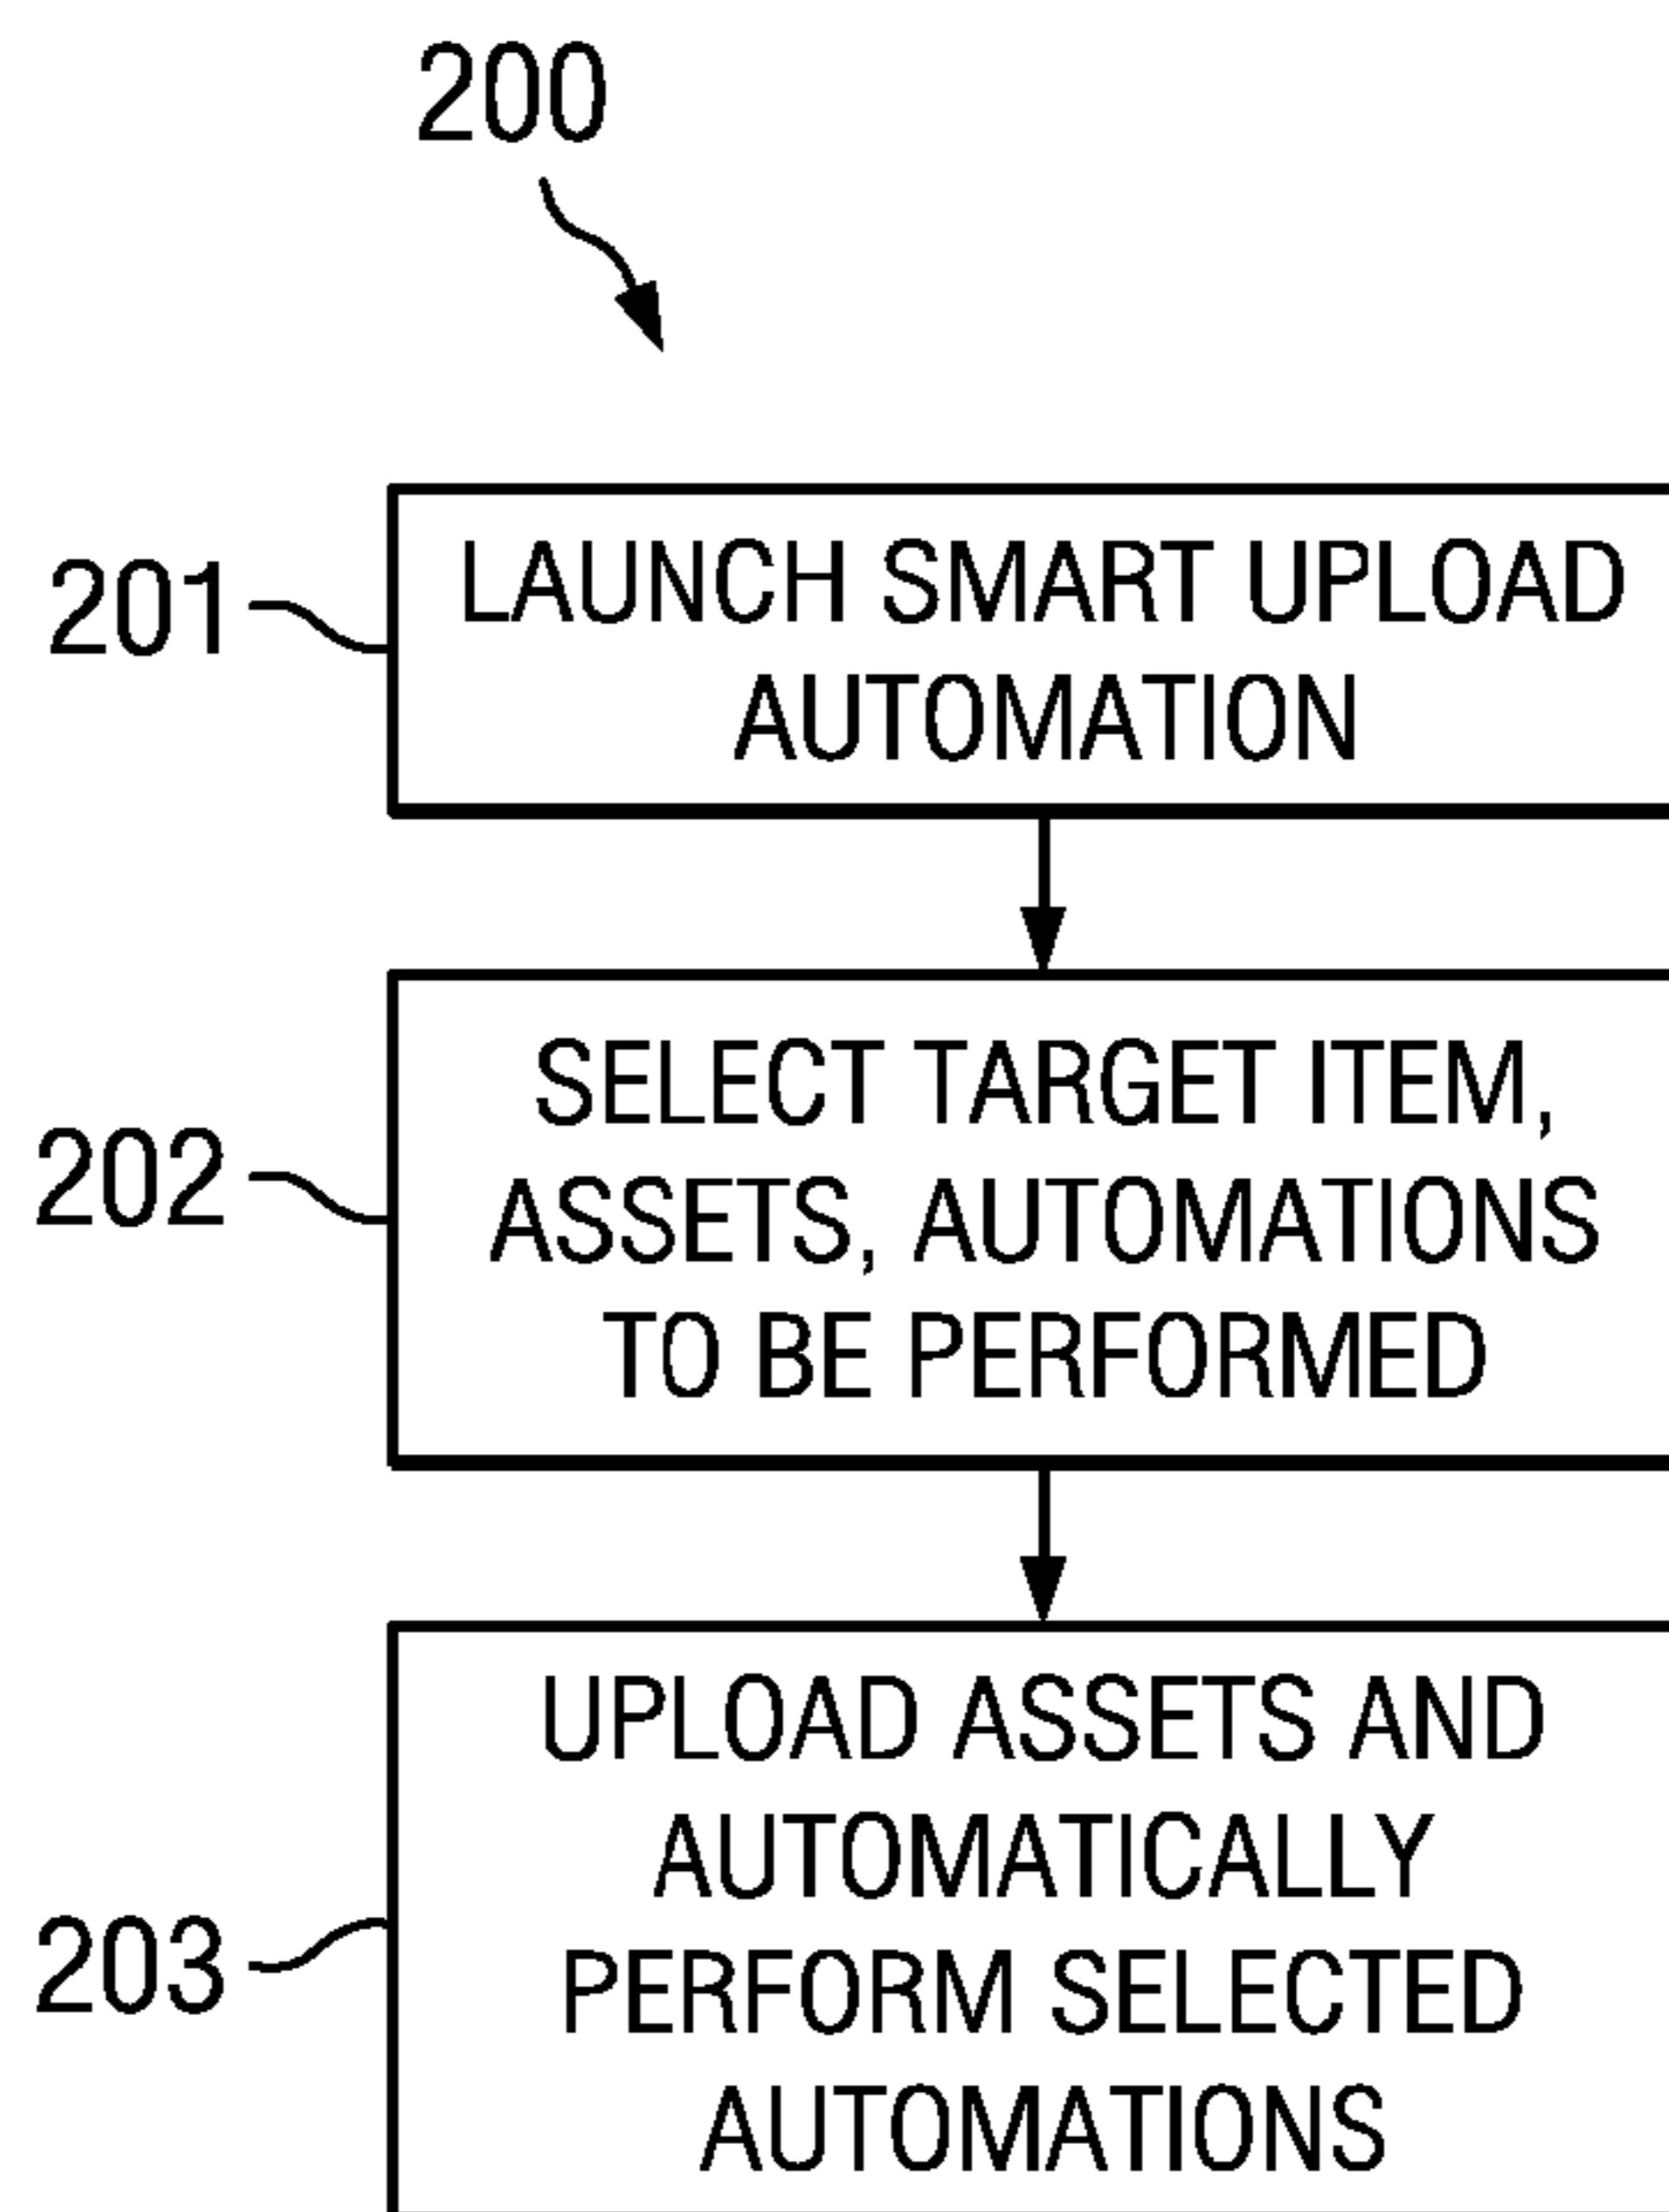 200
201
LAUNCH SMART UPLOAD
AUTOMATION
202
SELECT TARGET ITEM,
ASSETS, AUTOMATIONS
TO BE PERFORMED
203
UPLOAD ASSETS AND
AUTOMATICALLY
PERFORM SELECTED
AUTOMATIONS